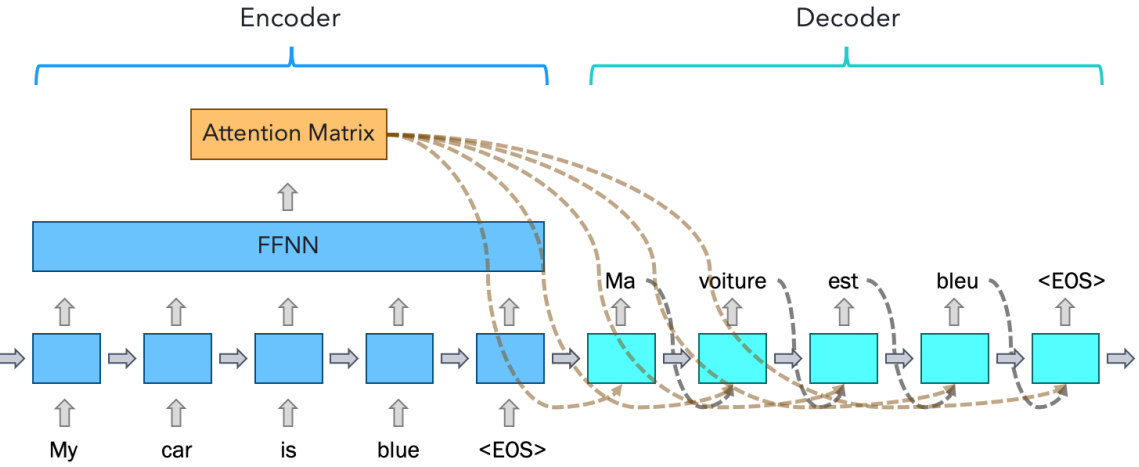 Encoder Decoder
Attention Matrix
FFNN
Ma voiture est bleu <EOS>
My car is blue <EOS>